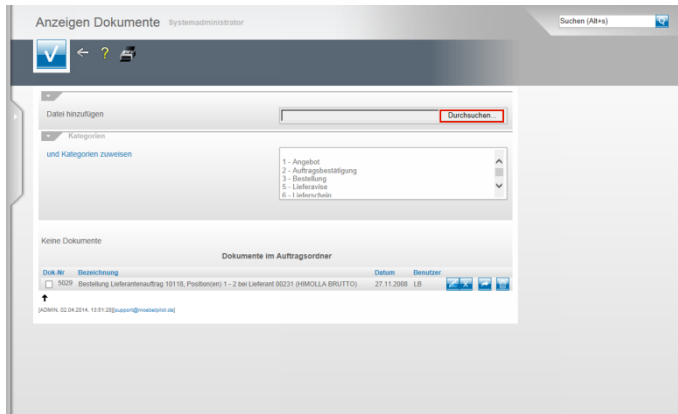 Anzeigen Dokumente Systemadministrator
Suchen (Alt+s)
Datei hinzufügen
Durchsuchen...
Kategorien
und Kategorien zuweisen
1 - Angebot
2 - Auftragsbestätigung
3 - Bestellung
5 - Lieferavise
6 - Lieferschein
Keine Dokumente
Dokumente im Auftragsordner
Dok-Nr Bezeichnung Datum Benutzer
5029 Bestellung Lieferantenauftrag 10118, Position(en) 1 - 2 bei Lieferant 00231 (HIMOLLA BRUTTO) 27.11.2008 LB
[ADMIN, 02.04.2014, 13:51:28][support@moebelpilot.de]